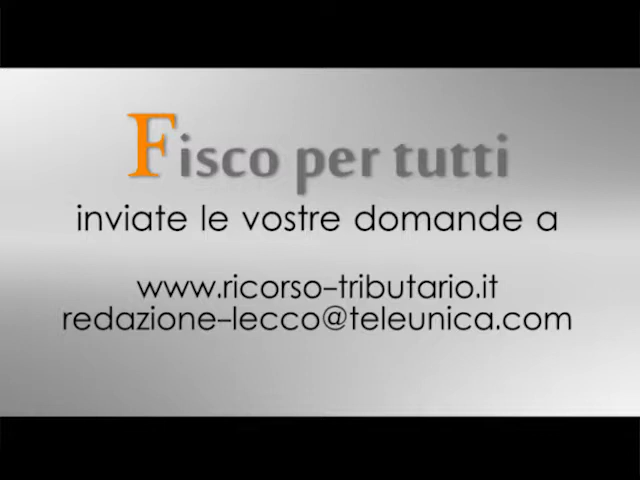 Fisco per tutti
inviate le vostre domande a
www.ricorso-tributario.it
redazione-lecco@teleunica.com